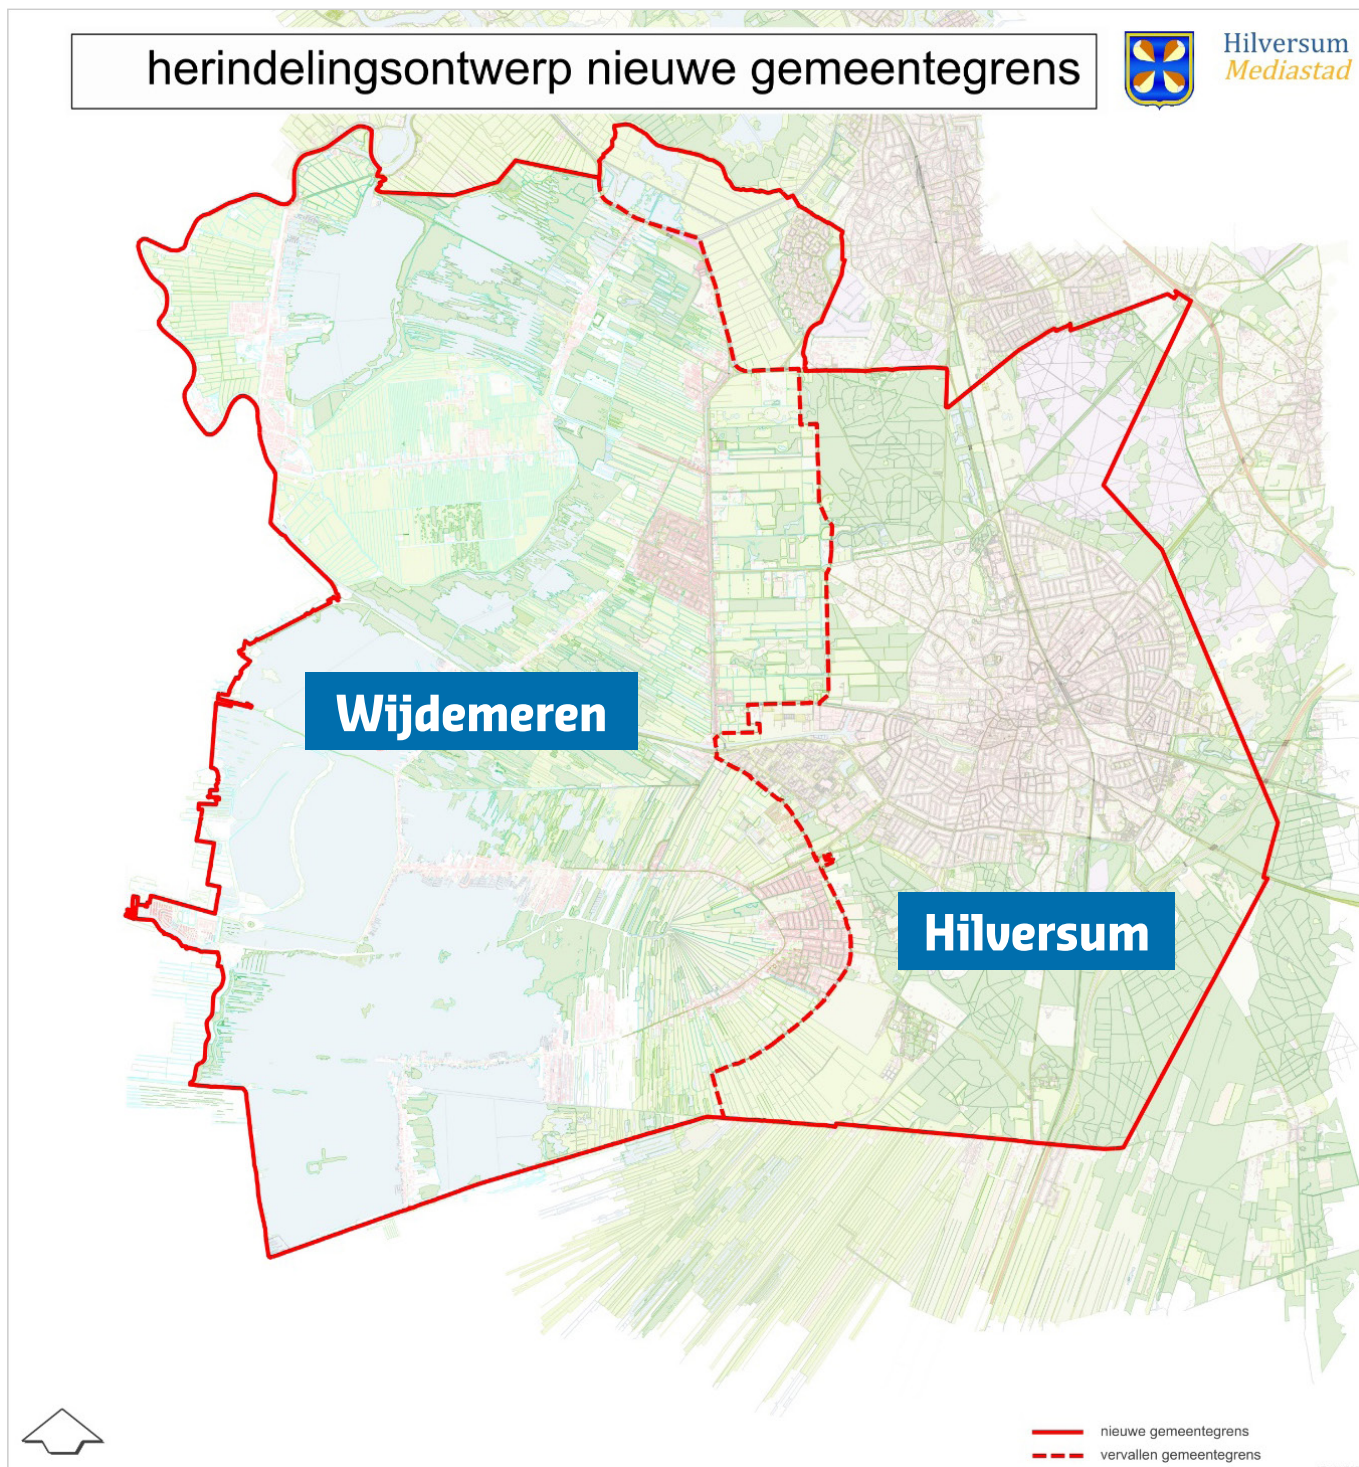 herindelingsontwerp nieuwe gemeentegrens
Hilversum
Mediastad
Wijdemeren
Hilversum
nieuwe gemeentegrens
vervallen gemeentegrens